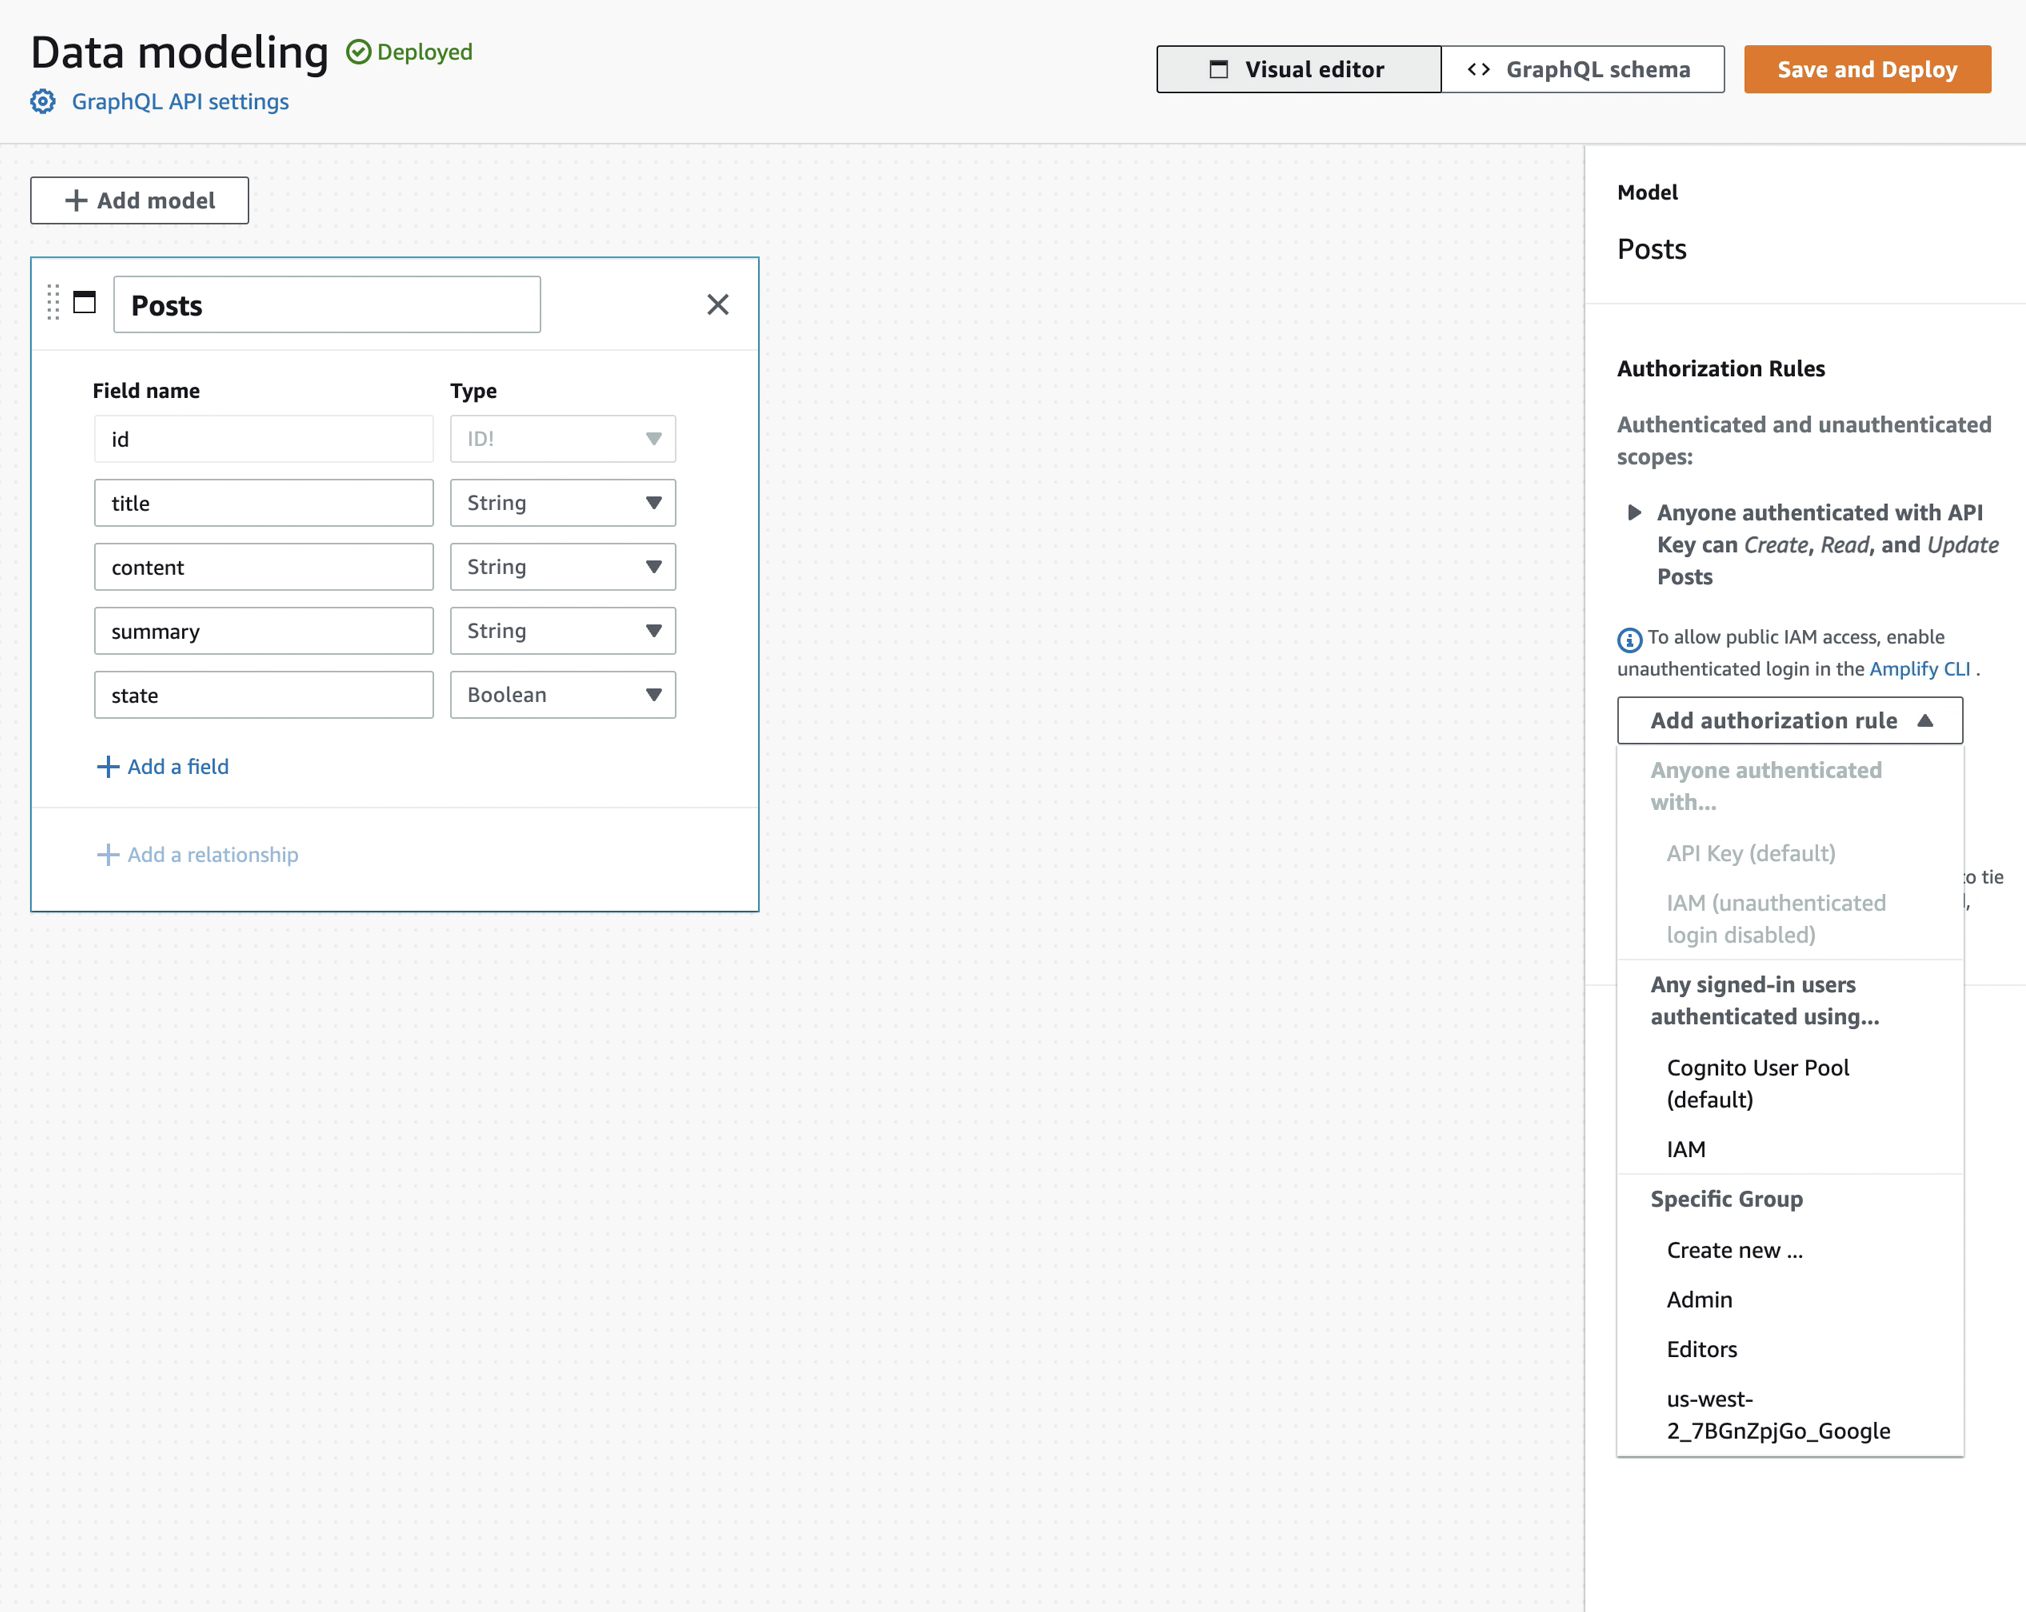 Data modeling
Deployed
GraphQL API settings
Visual editor
GraphQL schema
Save and Deploy
Add model
Posts
Field name
Type
id
ID!
title
String
content
String
summary
String
state
Boolean
Add a field
Add a relationship
Model
Posts
Authorization Rules
Authenticated and unauthenticated
scopes:
Anyone authenticated with API
Key can Create, Read, and Update
Posts
To allow public IAM access, enable
unauthenticated login in the Amplify CLI .
Add authorization rule
Anyone authenticated
with...
API Key (default)
to tie
IAM (unauthenticated
login disabled)
Any signed-in users
authenticated using...
Cognito User Pool
(default)
IAM
Specific Group
Create new ...
Admin
Editors
us-west-
2_7BGnZpjGo_Google